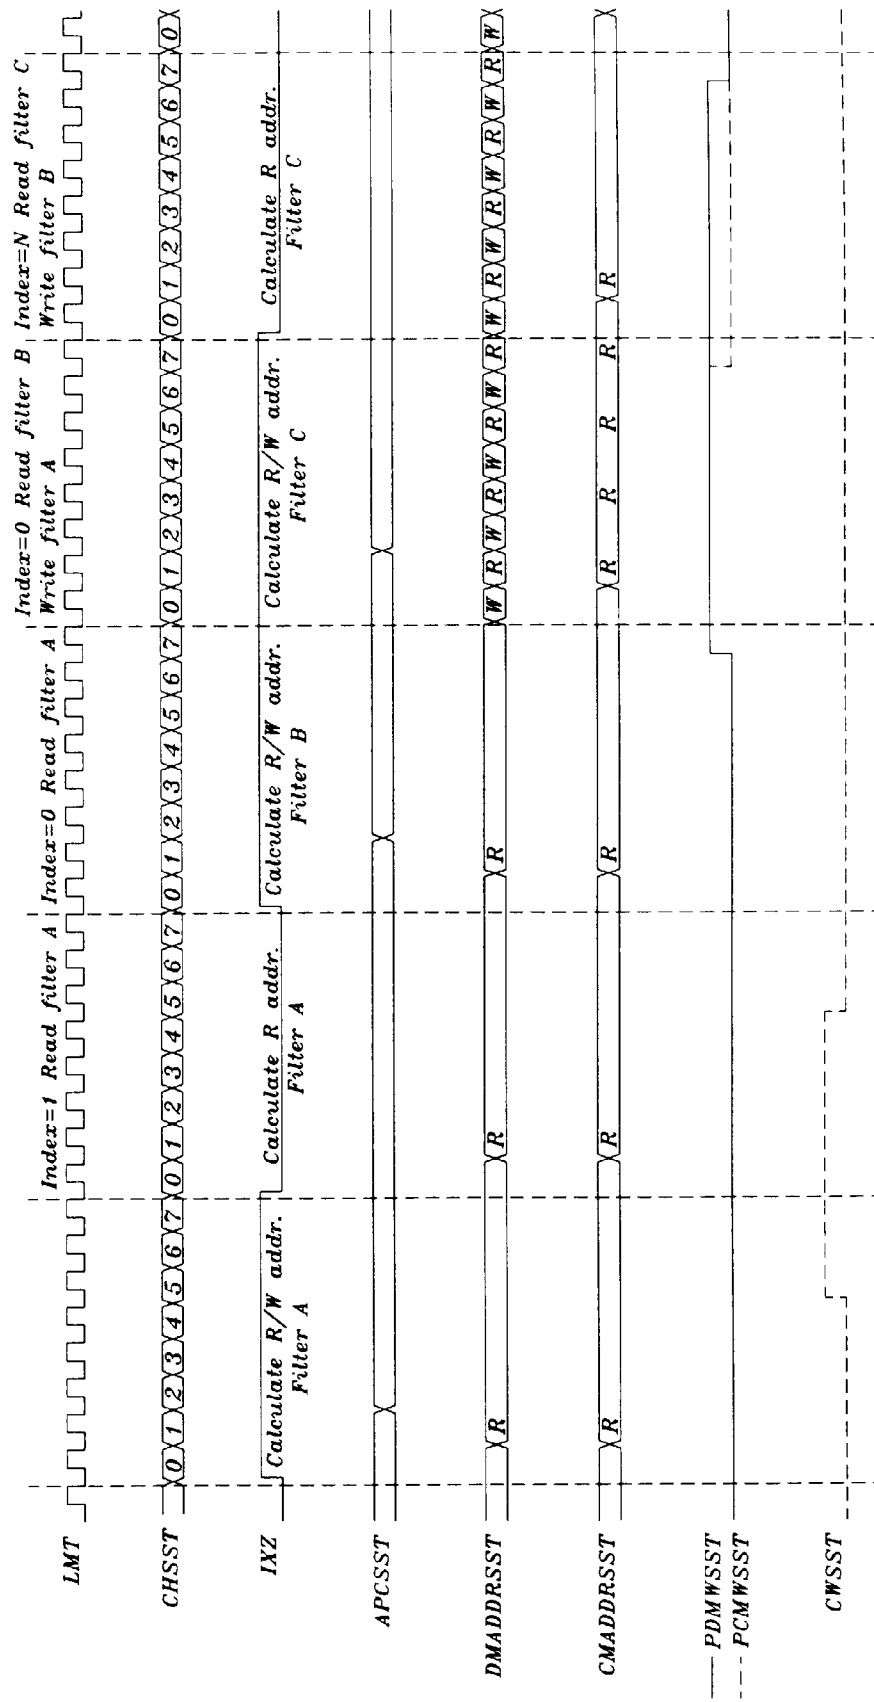 Index=1 Read filter A
Index=0 Read filter A
Index=0 Read filter B
Write filter A
Index=N Read filter C
Write filter B
LMT
CHSST
0 1 2 3 4 5 6 7 0 1 2 3 4 5 6 7 0 1 2 3 4 5 6 7 0 1 2 3 4 5 6 7 0 1 2 3 4 5 6 7 0
IXZ
Calculate R/W addr.
Filter A
Calculate R addr.
Filter A
Calculate R/W addr.
Filter B
Calculate R/W addr.
Filter C
Calculate R addr.
Filter C
APCSST
DMADDRSST
R R R W R W R W R W R W R W R W R W R W
CMADDRSST
R R R R R R R R
PDMWSST
PCMWSST
CWSST